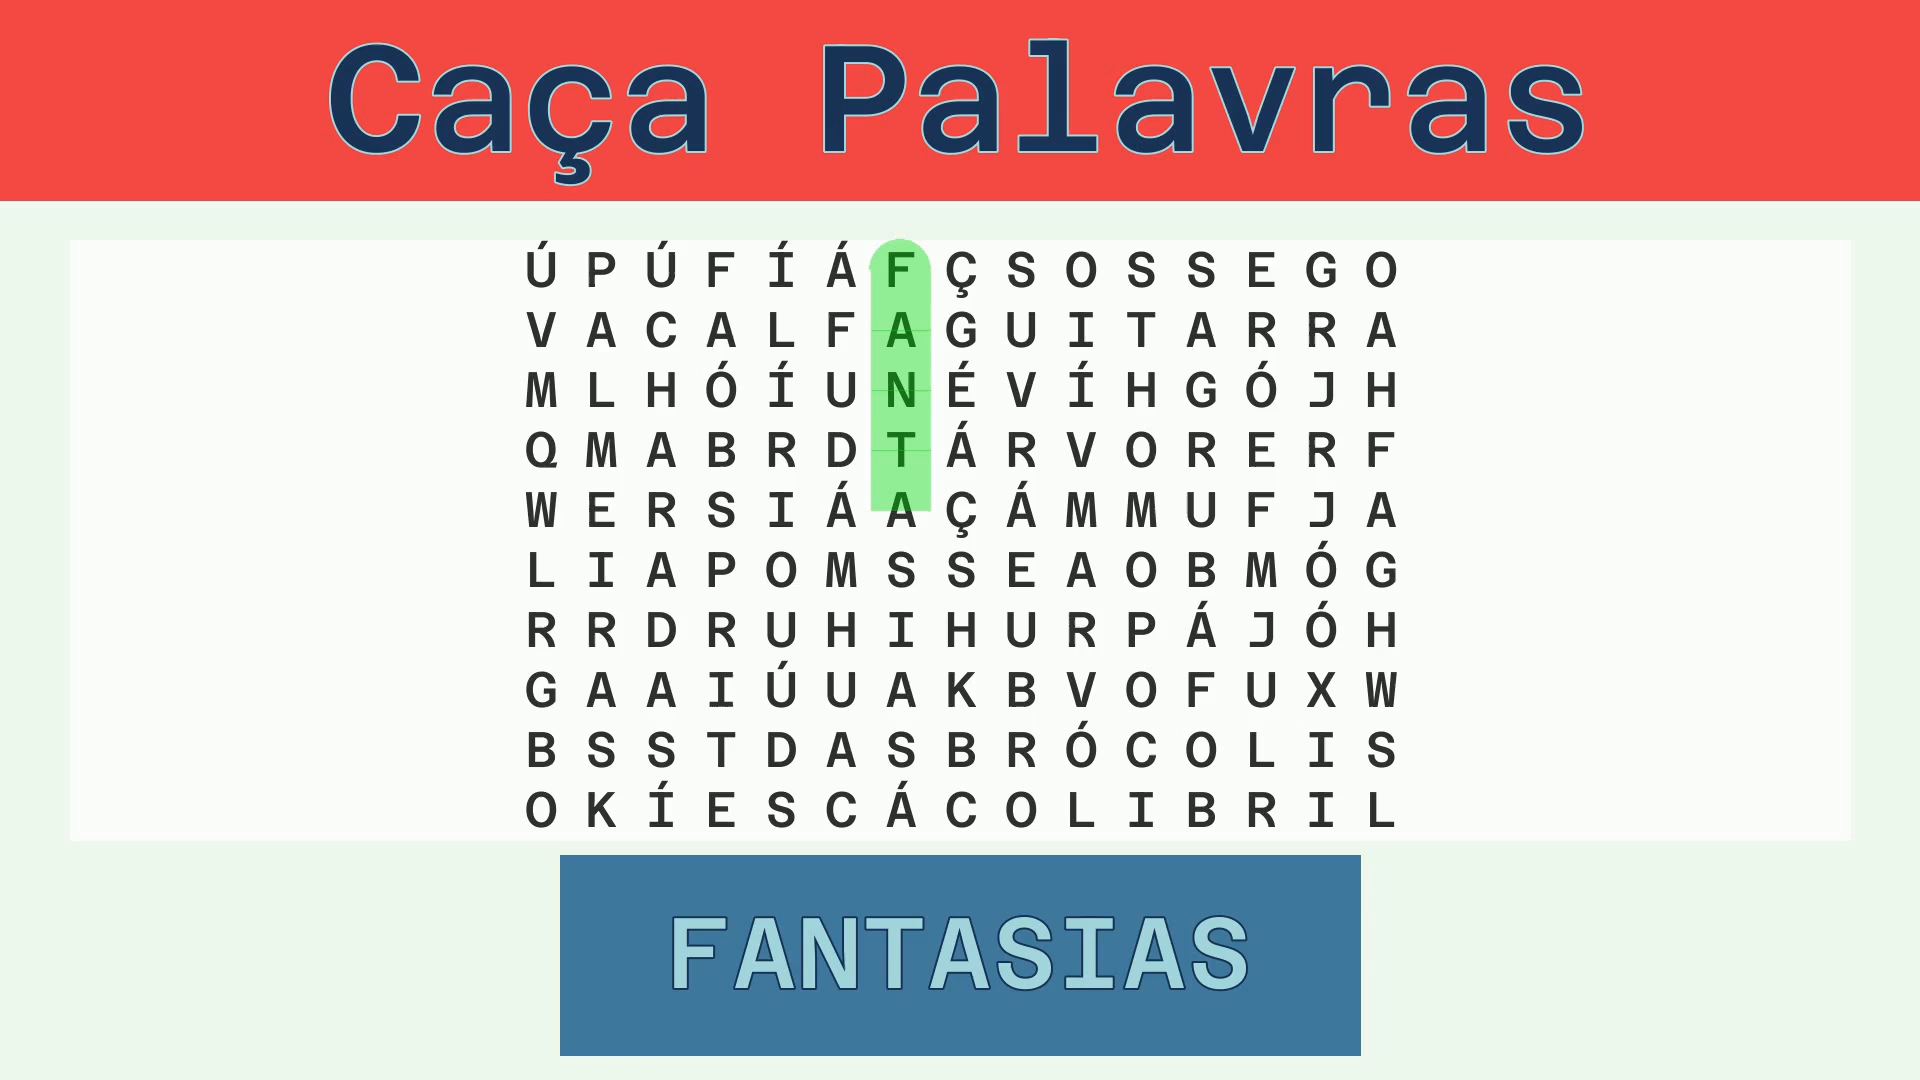 Caça Palavras
Ú P Ú F Í Á F Ç S O S S E G O
V A C A L F A G U I T A R R A
M L H Ó Í U N É V Í H G Ó J H
Q M A B R D T Á R V O R E R F
W E R S I Á A Ç Á M M U F J A
L I A P O M S S E A O B M Ó G
R R D R U H I H U R P Á J Ó H
G A A I Ú U A K B V O F U X W
B S S T D A S B R Ó C O L I S
O K Í E S C Á C O L I B R I L
FANTASIAS